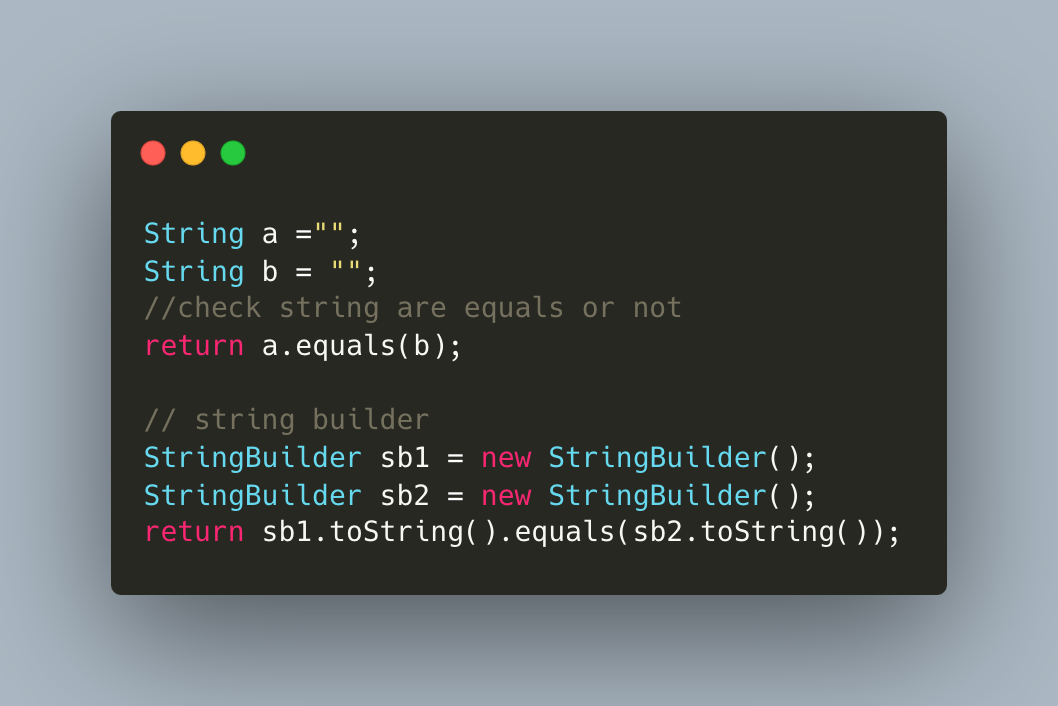 String a ="";
String b = "";
//check string are equals or not
return a.equals(b);
// string builder
StringBuilder sb1 = new StringBuilder();
StringBuilder sb2 = new StringBuilder();
return sb1.toString().equals(sb2.toString());